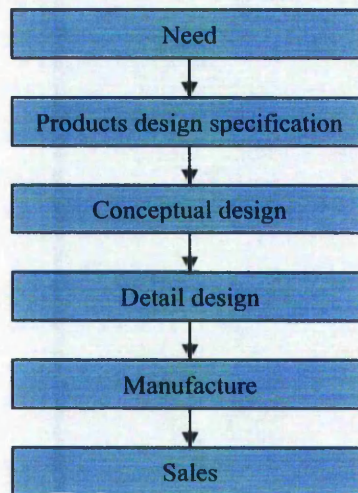 Need
Products design specification
Conceptual design
Detail design
Manufacture
Sales